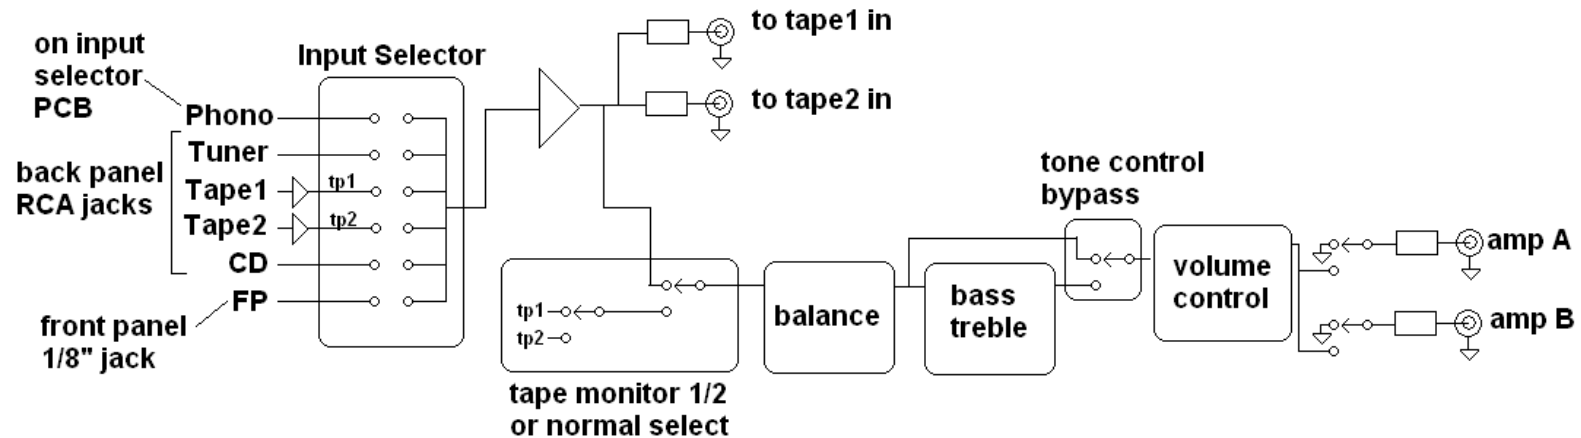 on input
selector
PCB
Input Selector
to tape1 in
to tape2 in
Phono
Tuner
back panel
RCA jacks
Tape1
tp1
Tape2
tp2
CD
FP
front panel
1/8" jack
tp1
tp2
tape monitor 1/2
or normal select
balance
bass
treble
tone control
bypass
volume
control
amp A
amp B